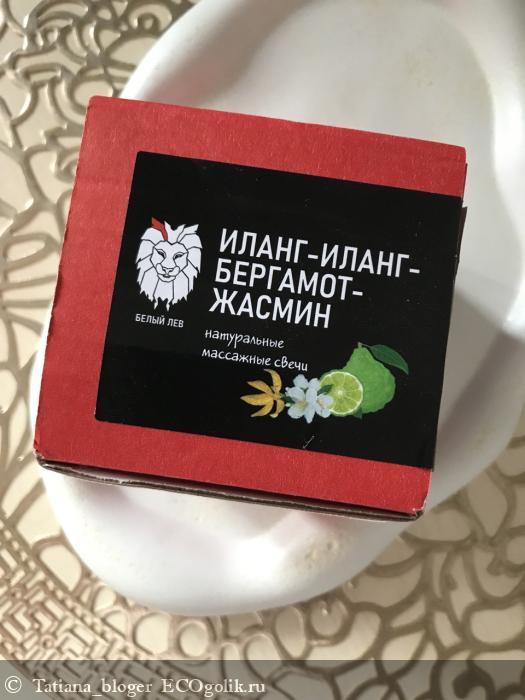 ИЛАНГ-ИЛАНГ-
БЕРГАМОТ-
ЖАСМИН
БЕЛЫЙ ЛЕВ
натуральные
массажные свечи
© Tatiana_bloger ECOgolik.ru